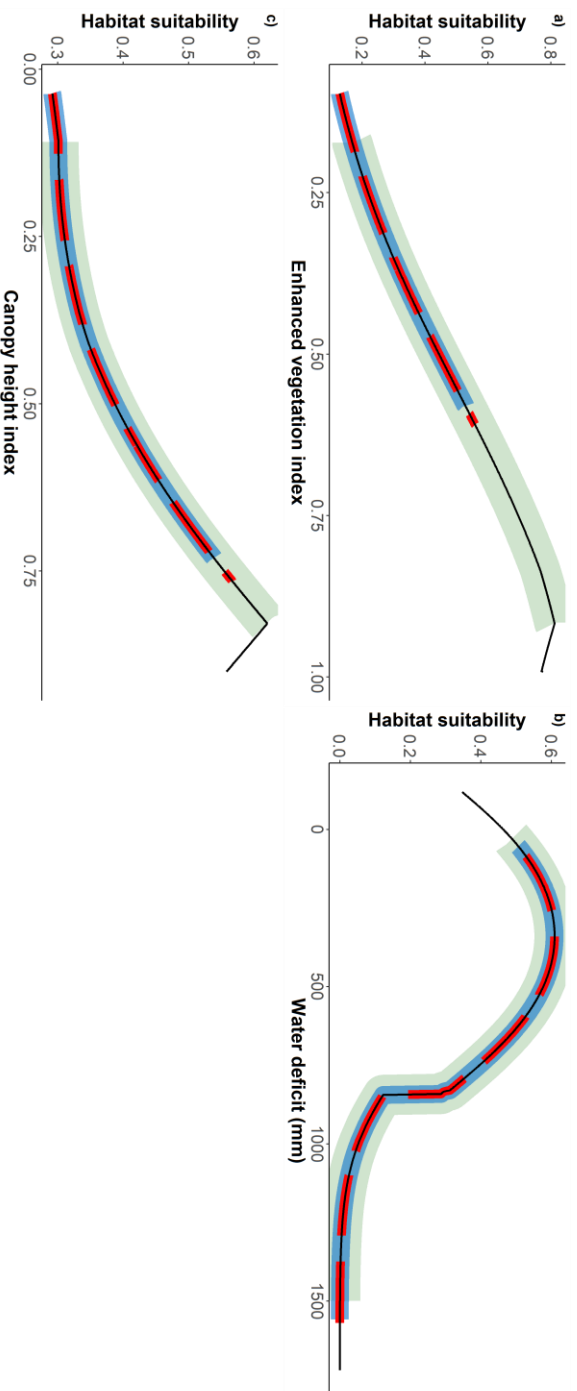 a)
Habitat suitability
0.8
0.6
0.4
0.2
0.25
0.50
0.75
1.00
Enhanced vegetation index
b)
Habitat suitability
0.6
0.4
0.2
0.0
0
500
1000
1500
Water deficit (mm)
c)
Habitat suitability
0.6
0.5
0.4
0.3
0.00
0.25
0.50
0.75
Canopy height index